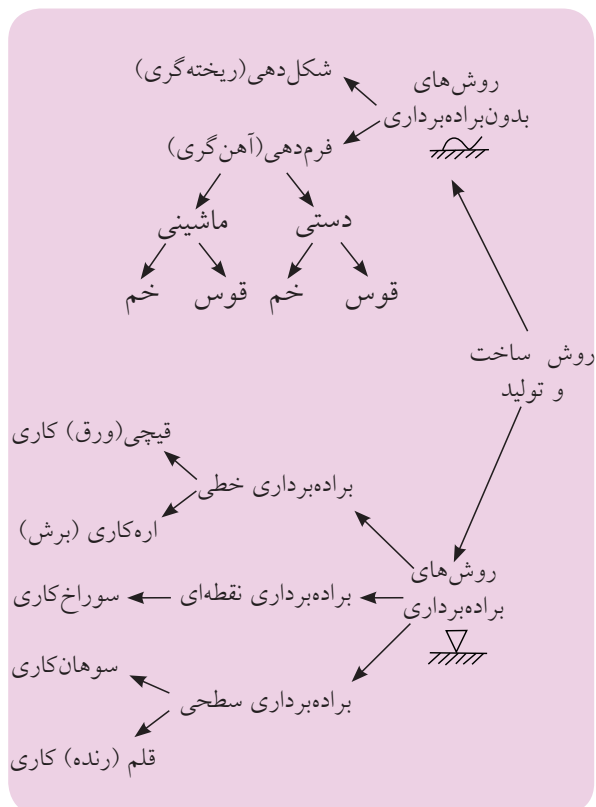 روش ساخت
و تولید
روش‌های
بدون‌براده‌برداری
شکل‌دهی(ریخته‌گری)
فرم‌دهی(آهن‌گری)
دستی
ماشینی
قوس
خم
قوس
خم
روش‌های
براده‌برداری
براده‌برداری خطی
قیچی(ورق) کاری
اره‌کاری (برش)
براده‌برداری نقطه‌ای
سوراخ‌کاری
براده‌برداری سطحی
سوهان‌کاری
قلم (رنده) کاری